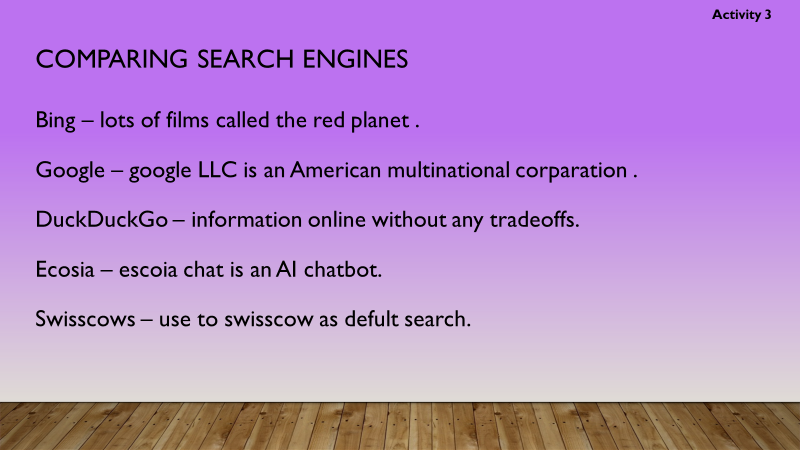 Activity 3
COMPARING SEARCH ENGINES
Bing – lots of films called the red planet .
Google – google LLC is an American multinational corparation .
DuckDuckGo – information online without any tradeoffs.
Ecosia – escoia chat is an AI chatbot.
Swisscows – use to swisscow as defult search.